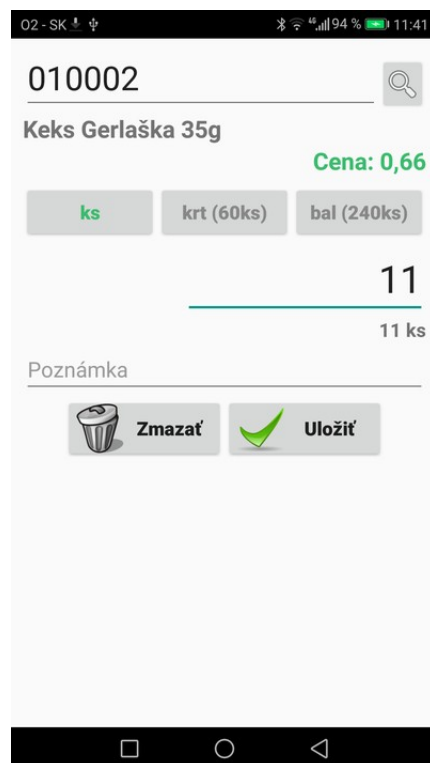 O2 - SK 94 % 11:41
010002
Keks Gerlaška 35g
Cena: 0,66
ks krt (60ks) bal (240ks)
11
11 ks
Poznámka
Zmazať Uložiť